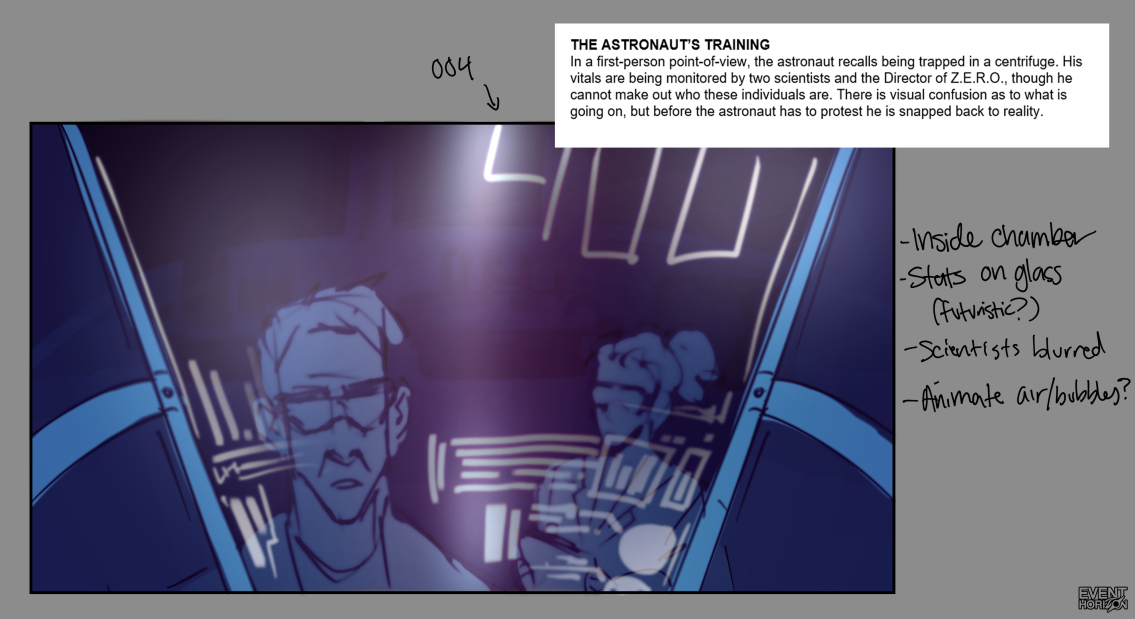 THE ASTRONAUT'S TRAINING
In a first-person point-of-view, the astronaut recalls being trapped in a centrifuge. His
vitals are being monitored by two scientists and the Director of Z.E.R.O., though he
cannot make out who these individuals are. There is visual confusion as to what is
going on, but before the astronaut has to protest he is snapped back to reality.
004
-Inside chamber
-Stats on glass
(futuristic?)
-Scientists blurred
-Animate air/bubbles?
EVENT
HORIZON